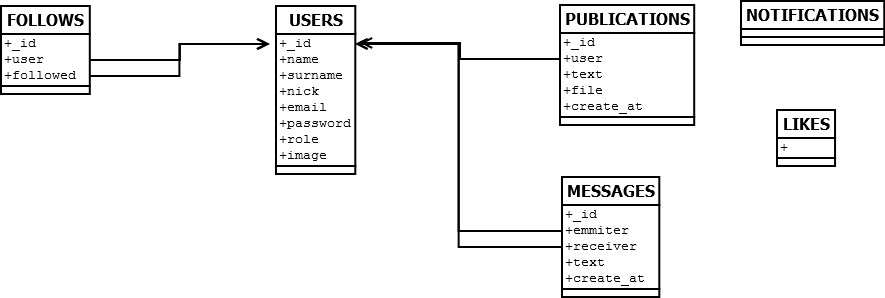 FOLLOWS
+_id
+user
+followed
USERS
+_id
+name
+surname
+nick
+email
+password
+role
+image
PUBLICATIONS
+_id
+user
+text
+file
+create_at
NOTIFICATIONS
LIKES
+
MESSAGES
+_id
+emmiter
+receiver
+text
+create_at